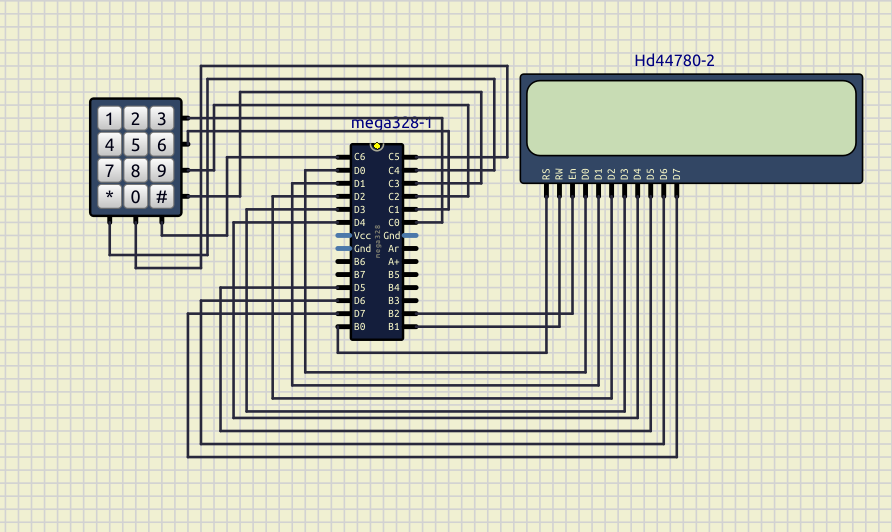 Hd44780-2
mega328-1
1 2 3
4 5 6
7 8 9
* 0 #
RS RW En D0 D1 D2 D3 D4 D5 D6 D7
C6 C5
D0 C4
D1 C3
D2 C2
D3 C1
D4 C0
Vcc Gnd
Gnd Ar
B6 A+
B7 B5
D5 B4
D6 B3
D7 B2
B0 B1
mega328